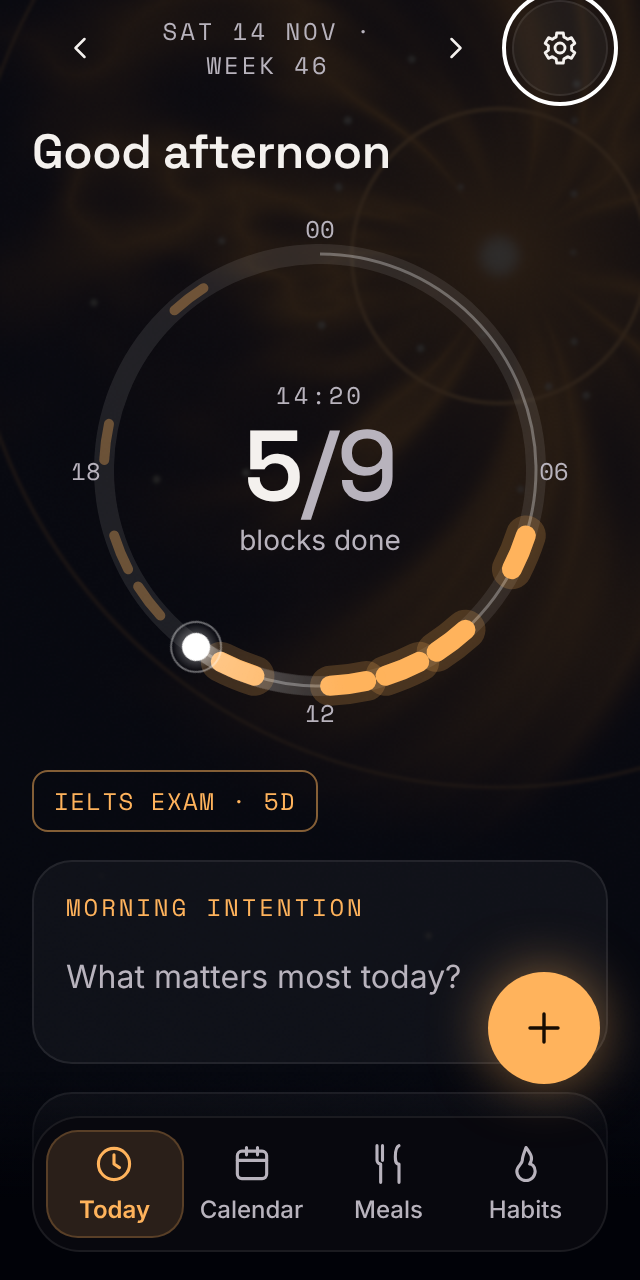 SAT 14 NOV ·
WEEK 46
Good afternoon
00
14:20
5/9
blocks done
18
06
12
IELTS EXAM · 5D
MORNING INTENTION
What matters most today?
Today
Calendar
Meals
Habits